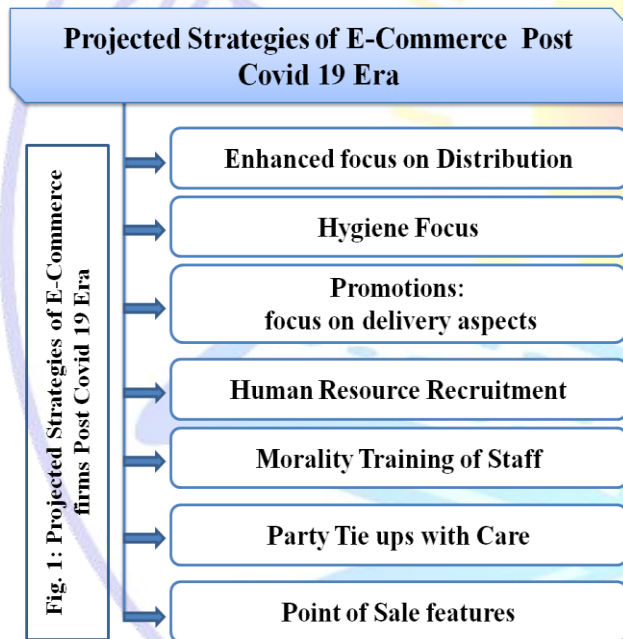 Projected Strategies of E-Commerce Post
Covid 19 Era
Enhanced focus on Distribution
Hygiene Focus
Promotions:
focus on delivery aspects
Human Resource Recruitment
Morality Training of Staff
Party Tie ups with Care
Point of Sale features
Fig. 1: Projected Strategies of E-Commerce
firms Post Covid 19 Era